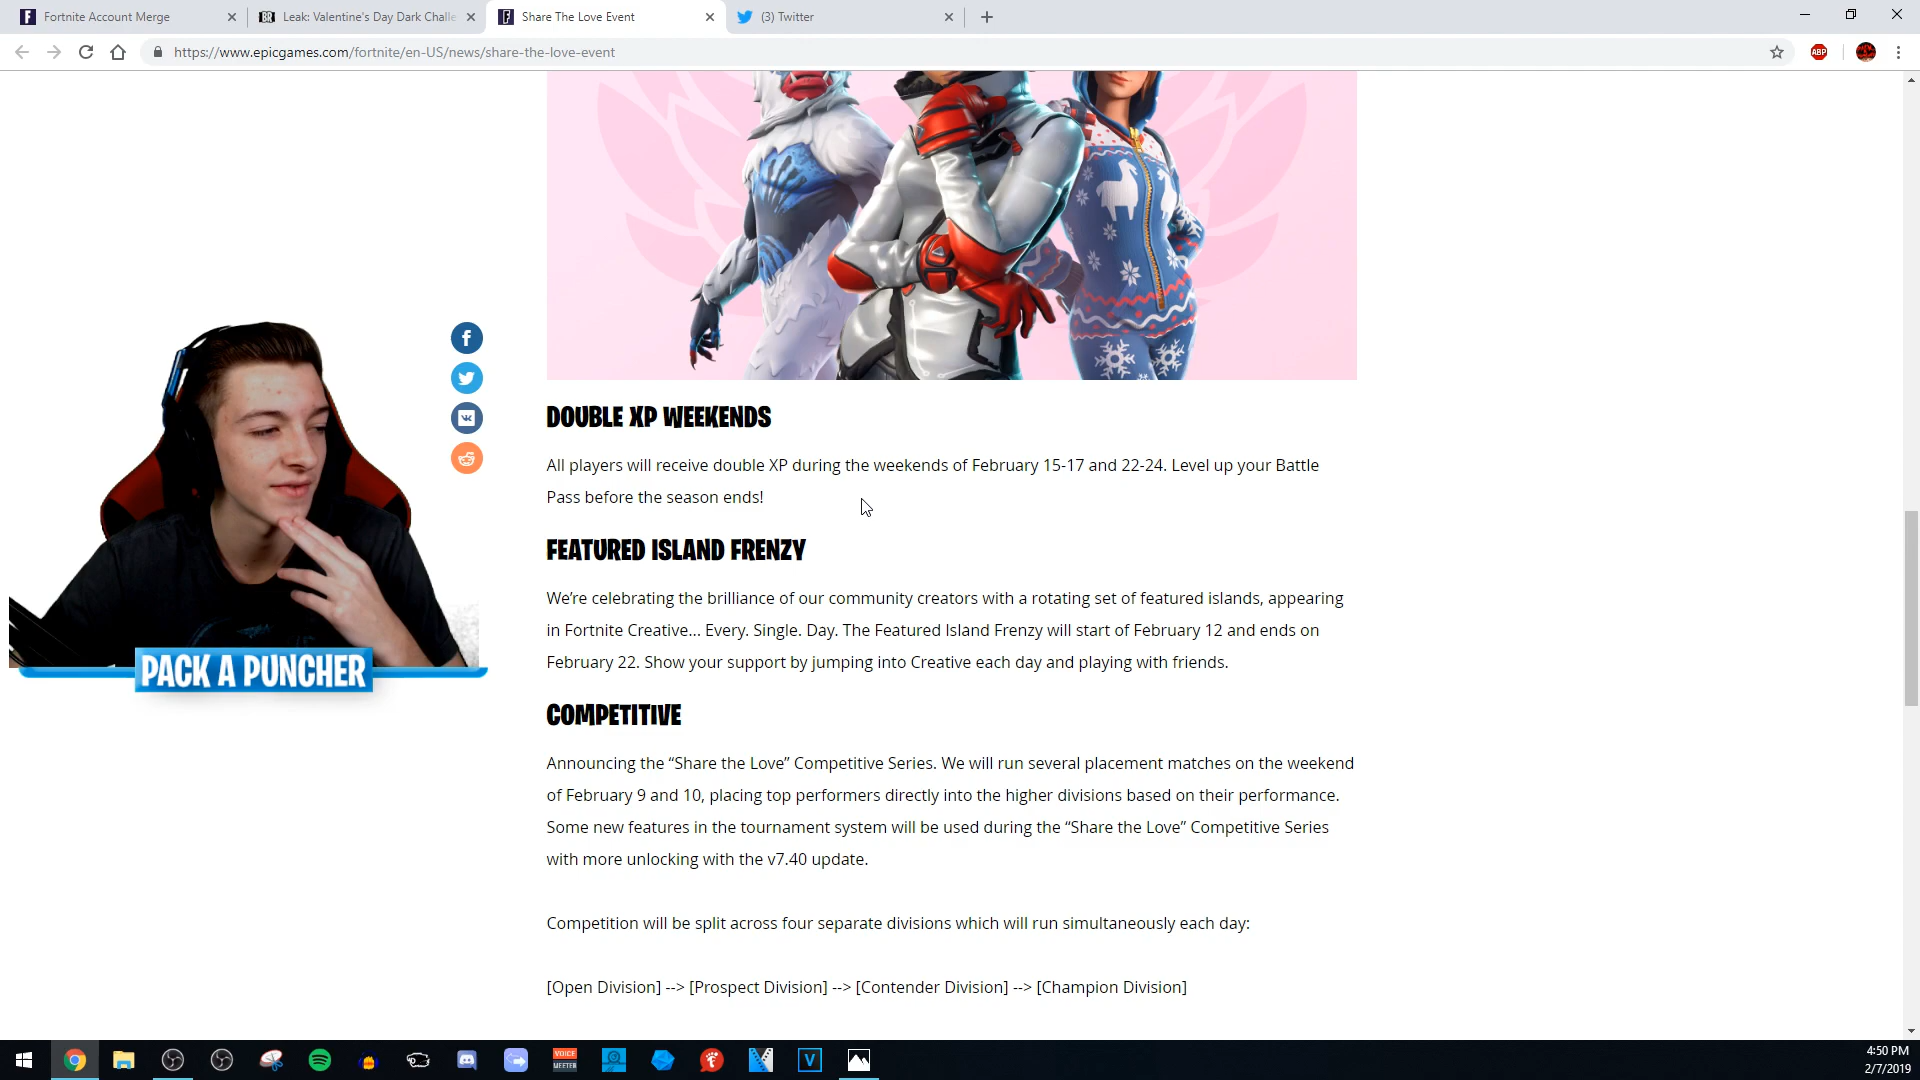 Fortnite Account Merge
Leak: Valentine's Day Dark Challe
Share The Love Event
(3) Twitter
https://www.epicgames.com/fortnite/en-US/news/share-the-love-event
ABP
DOUBLE XP WEEKENDS
All players will receive double XP during the weekends of February 15-17 and 22-24. Level up your Battle
Pass before the season ends!
FEATURED ISLAND FRENZY
We’re celebrating the brilliance of our community creators with a rotating set of featured islands, appearing
in Fortnite Creative... Every. Single. Day. The Featured Island Frenzy will start of February 12 and ends on
February 22. Show your support by jumping into Creative each day and playing with friends.
PACK A PUNCHER
COMPETITIVE
Announcing the “Share the Love” Competitive Series. We will run several placement matches on the weekend
of February 9 and 10, placing top performers directly into the higher divisions based on their performance.
Some new features in the tournament system will be used during the “Share the Love” Competitive Series
with more unlocking with the v7.40 update.
Competition will be split across four separate divisions which will run simultaneously each day:
[Open Division] --> [Prospect Division] --> [Contender Division] --> [Champion Division]
VOICE
MEETER
4:50 PM
2/7/2019